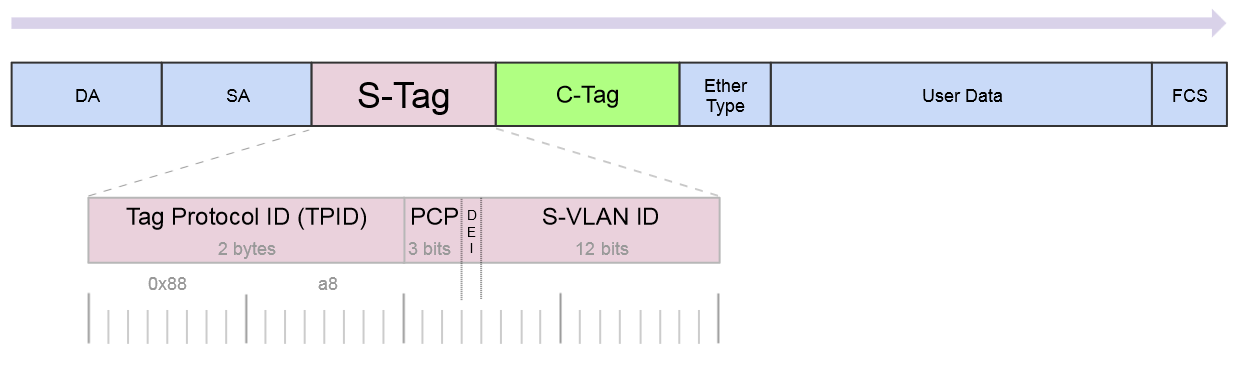 DA
SA
S-Tag
C-Tag
Ether
Type
User Data
FCS
Tag Protocol ID (TPID)
2 bytes
PCP
3 bits
D
E
I
S-VLAN ID
12 bits
0x88
a8